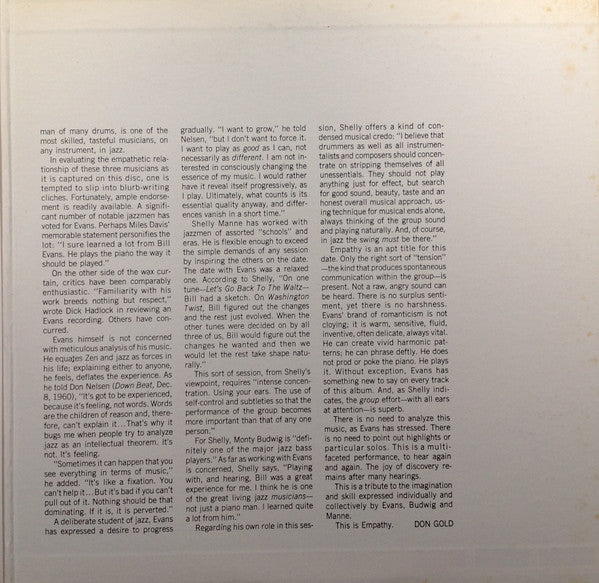 man of many drums, is one of the
most skilled, tasteful musicians, on
any instrument, in jazz.
In evaluating the empathetic rela-
tionship of these three musicians as
it is captured on this disc, one is
tempted to slip into blurb-writing
cliches. Fortunately, ample endorse-
ment is readily available. A signifi-
cant number of notable jazzmen has
voted for Evans. Perhaps Miles Davis'
memorable statement personifies the
lot: "I sure learned a lot from Bill
Evans. He plays the piano the way it
should be played."
On the other side of the wax cur-
tain, critics have been comparably
enthusiastic. "Familiarity with his
work breeds nothing but respect,"
wrote Dick Hadlock in reviewing an
Evans recording. Others have con-
curred.
Evans himself is not concerned
with meticulous analysis of his music.
He equates Zen and jazz as forces in
his life; explaining either to anyone,
he feels, deflates the experience. As
he told Don Nelsen (Down Beat, Dec.
8, 1960), "It's got to be experienced,
because it's feeling, not words. Words
are the children of reason and, there-
fore, can't explain it...That's why it
bugs me when people try to analyze
jazz as an intellectual theorem. It's
not. It's feeling.
"Sometimes it can happen that you
see everything in terms of music,"
he added. "It's like a fixation. You
can't help it...But it's bad if you can't
pull out of it. Nothing should be that
dominating. If it is, it is perverted."
A deliberate student of jazz, Evans
has expressed a desire to progress
gradually. "I want to grow," he told
Nelsen, "but I don't want to force it.
I want to play as good as I can, not
necessarily as different. I am not in-
terested in consciously changing the
essence of my music. I would rather
have it reveal itself progressively, as
I play. Ultimately, what counts is its
essential quality anyway, and differ-
ences vanish in a short time."
Shelly Manne has worked with
jazzmen of assorted "schools" and
eras. He is flexible enough to exceed
the simple demands of any session
by inspiring the others on the date.
The date with Evans was a relaxed
one. According to Shelly, "On one
tune—Let's Go Back To The Waltz—
Bill had a sketch. On Washington
Twist, Bill figured out the changes
and the rest just evolved. When the
other tunes were decided on by all
three of us, Bill would figure out the
changes he wanted and then we
would let the rest take shape natu-
rally."
This sort of session, from Shelly's
viewpoint, requires "intense concen-
tration. Using your ears. The use of
self-control and subtleties so that the
performance of the group becomes
more important than that of any one
person."
For Shelly, Monty Budwig is "def-
initely one of the major jazz bass
players." As far as working with Evans
is concerned, Shelly says, "Playing
with, and hearing, Bill was a great
experience for me. I think he is one
of the great living jazz musicians—
not just a piano man. I learned quite
a lot from him."
Regarding his own role in this ses-
sion, Shelly offers a kind of con-
densed musical credo: "I believe that
drummers as well as all instrumen-
talists and composers should concen-
trate on stripping themselves of all
unessentials. They should not play
anything just for effect, but search
for good sound, beauty, taste and an
honest overall musical approach, us-
ing technique for musical ends alone,
always thinking of the group sound
and playing naturally. And, of course,
in jazz the swing must be there."
Empathy is an apt title for this
date. Only the right sort of "tension"
—the kind that produces spontaneous
communication within the group—is
present. Not a raw, angry sound can
be heard. There is no surplus senti-
ment, yet there is no harshness.
Evans' brand of romanticism is not
cloying; it is warm, sensitive, fluid,
inventive, often delicate, always vital.
He can create vivid harmonic pat-
terns; he can phrase deftly. He does
not prod or poke the piano. He plays
it. Without exception, Evans has
something new to say on every track
of this album. And, as Shelly indi-
cates, the group effort—with all ears
at attention—is superb.
There is no need to analyze this
music, as Evans has stressed. There
is no need to point out highlights or
particular solos. This is a multi-
faceted performance, to hear again
and again. The joy of discovery re-
mains after many hearings.
This is a tribute to the imagination
and skill expressed individually and
collectively by Evans, Budwig and
Manne.
This is Empathy. DON GOLD